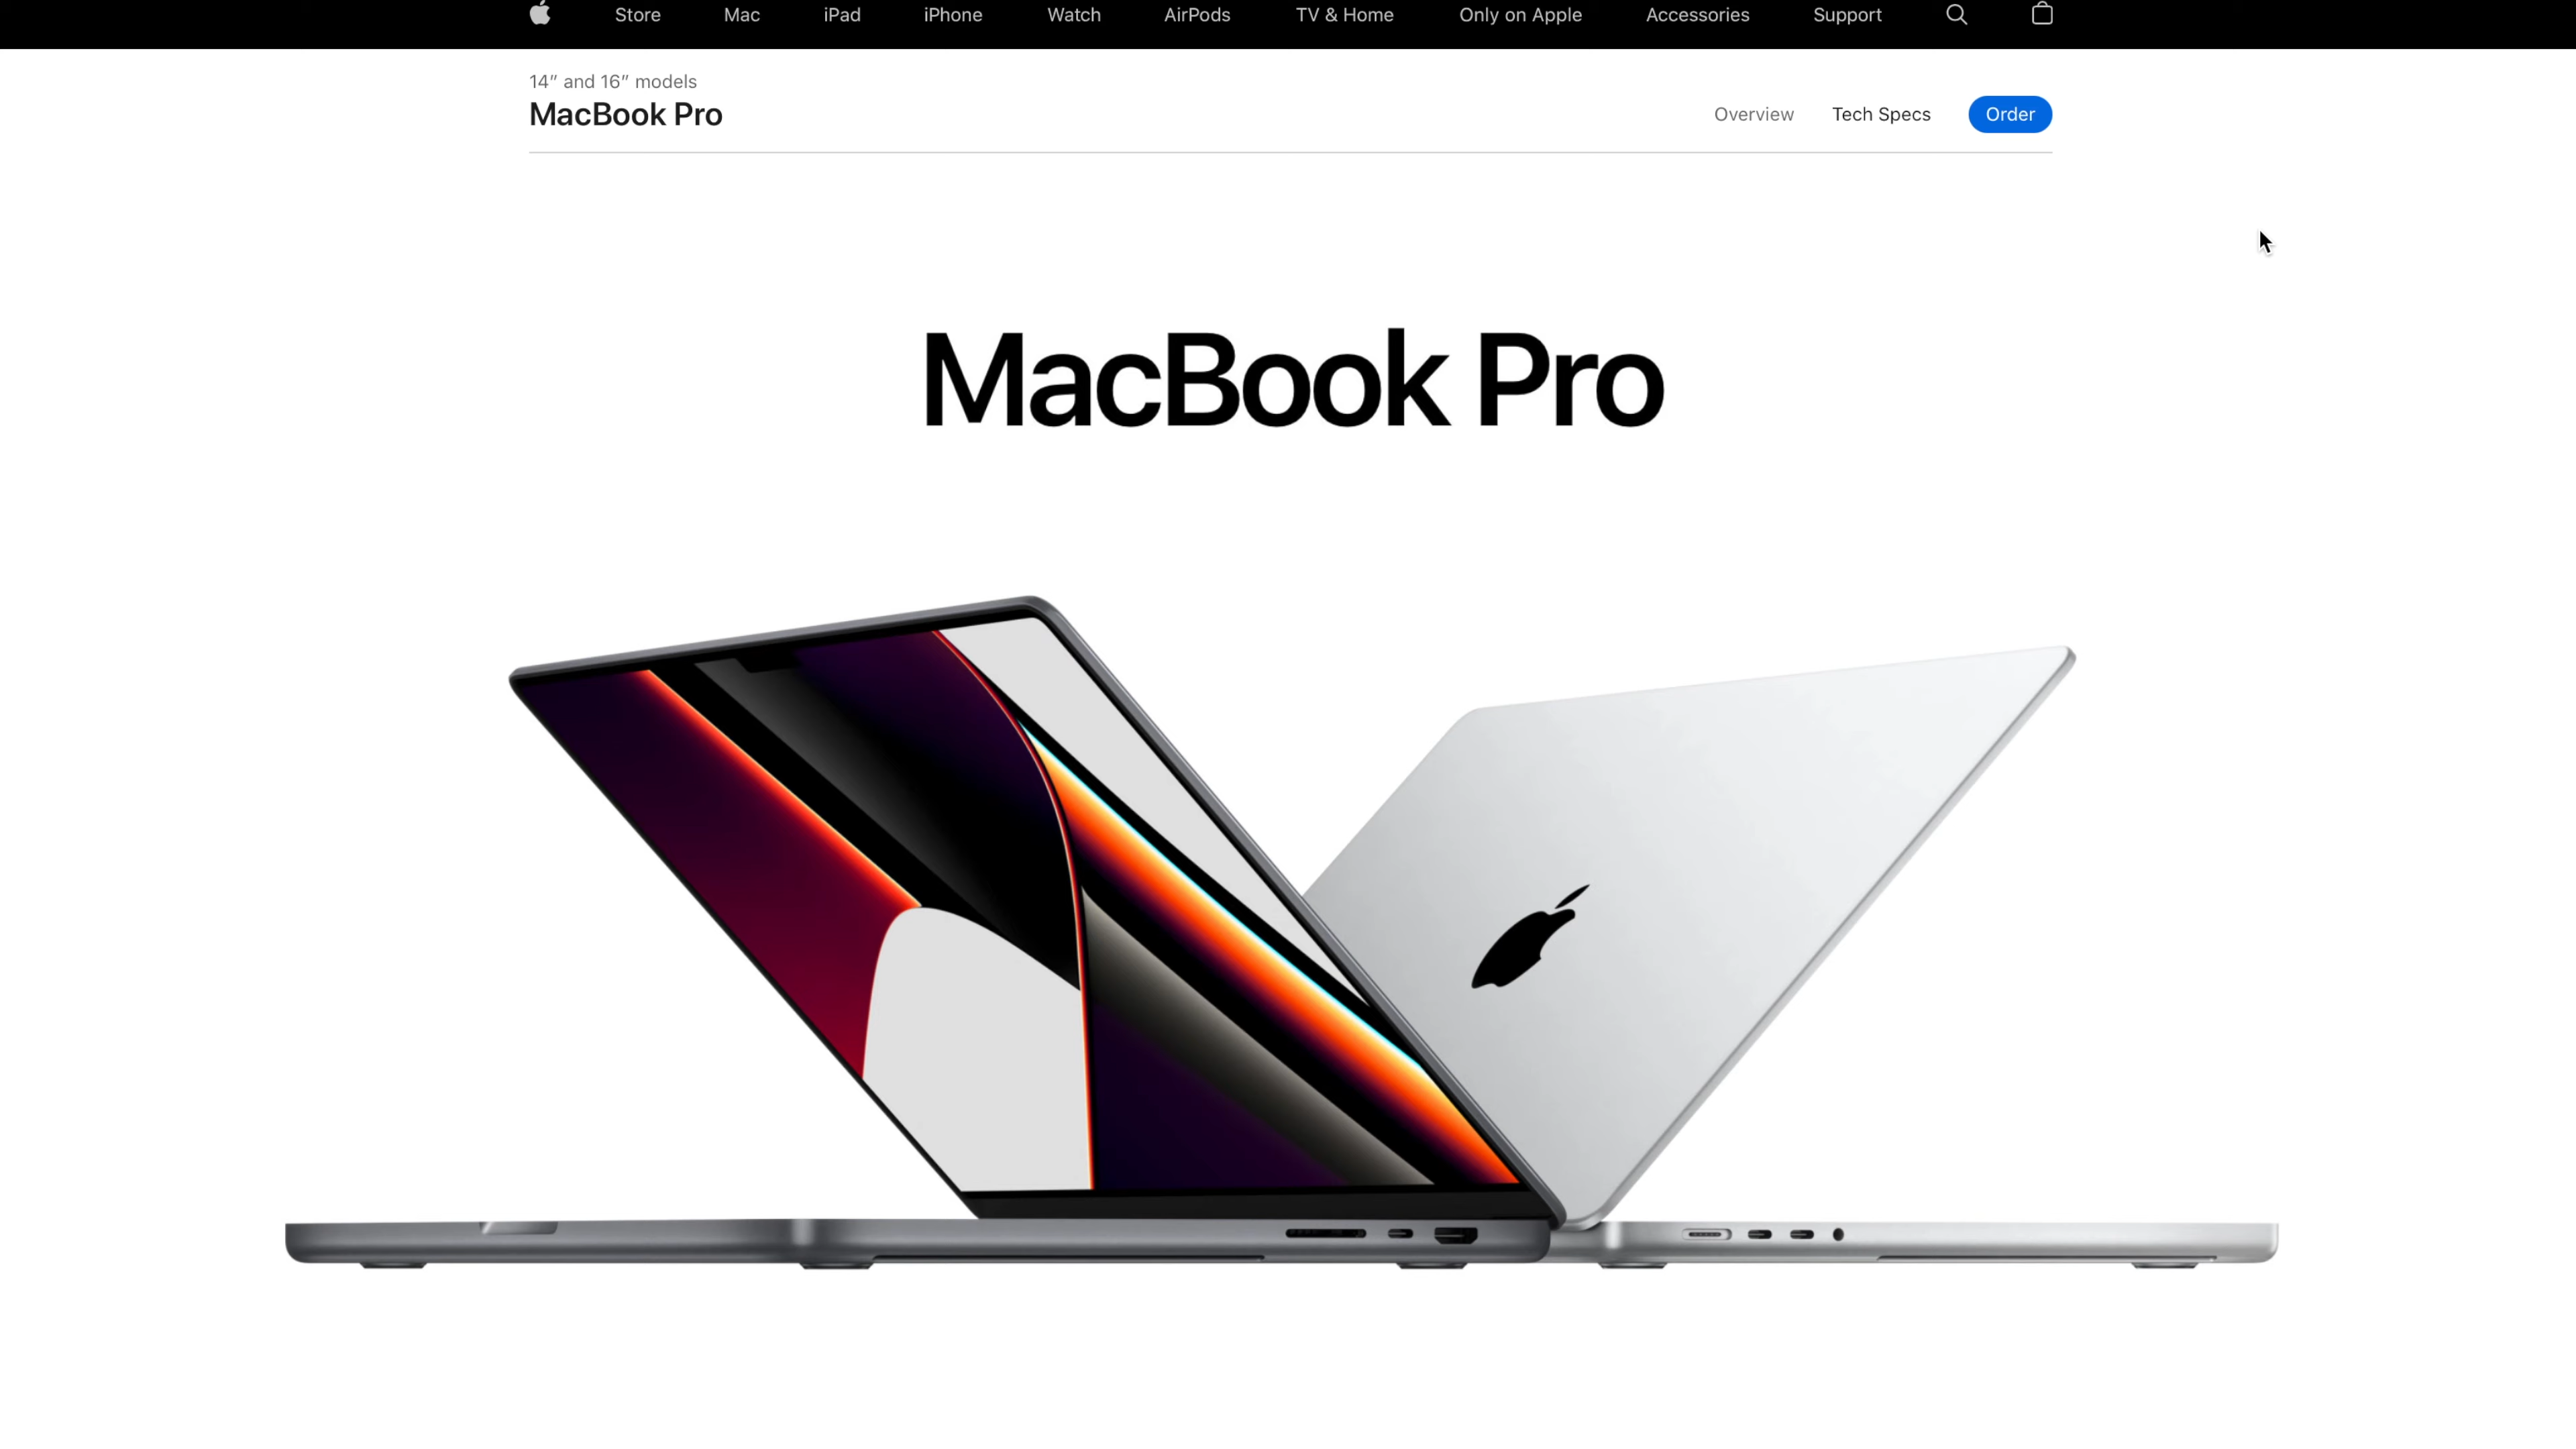 Store Mac iPad iPhone Watch AirPods TV & Home Only on Apple Accessories Support
14” and 16” models
MacBook Pro
Overview Tech Specs Order
MacBook Pro